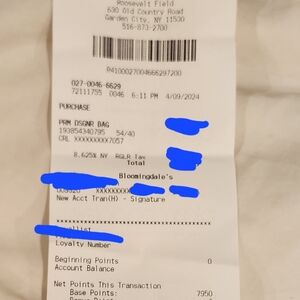 Roosevelt Field
630 Old Country Road
Garden City, NY 11530
516-873-2700
04100027004666297200
027-0046-6629
72111755 0046 6:11 PM 4/09/2024
PURCHASE
PRM DSGNR BAG
193854340795 54/40
CRL XXXXXXXXX7057
8.625% NY RGLR Tax
Total
Bloomingdale's
New Acct Tran(H) - Signature
Loyallist
Loyalty Number
Beginning Points 0
Account Balance
Net Points This Transaction
Base Points: 7950